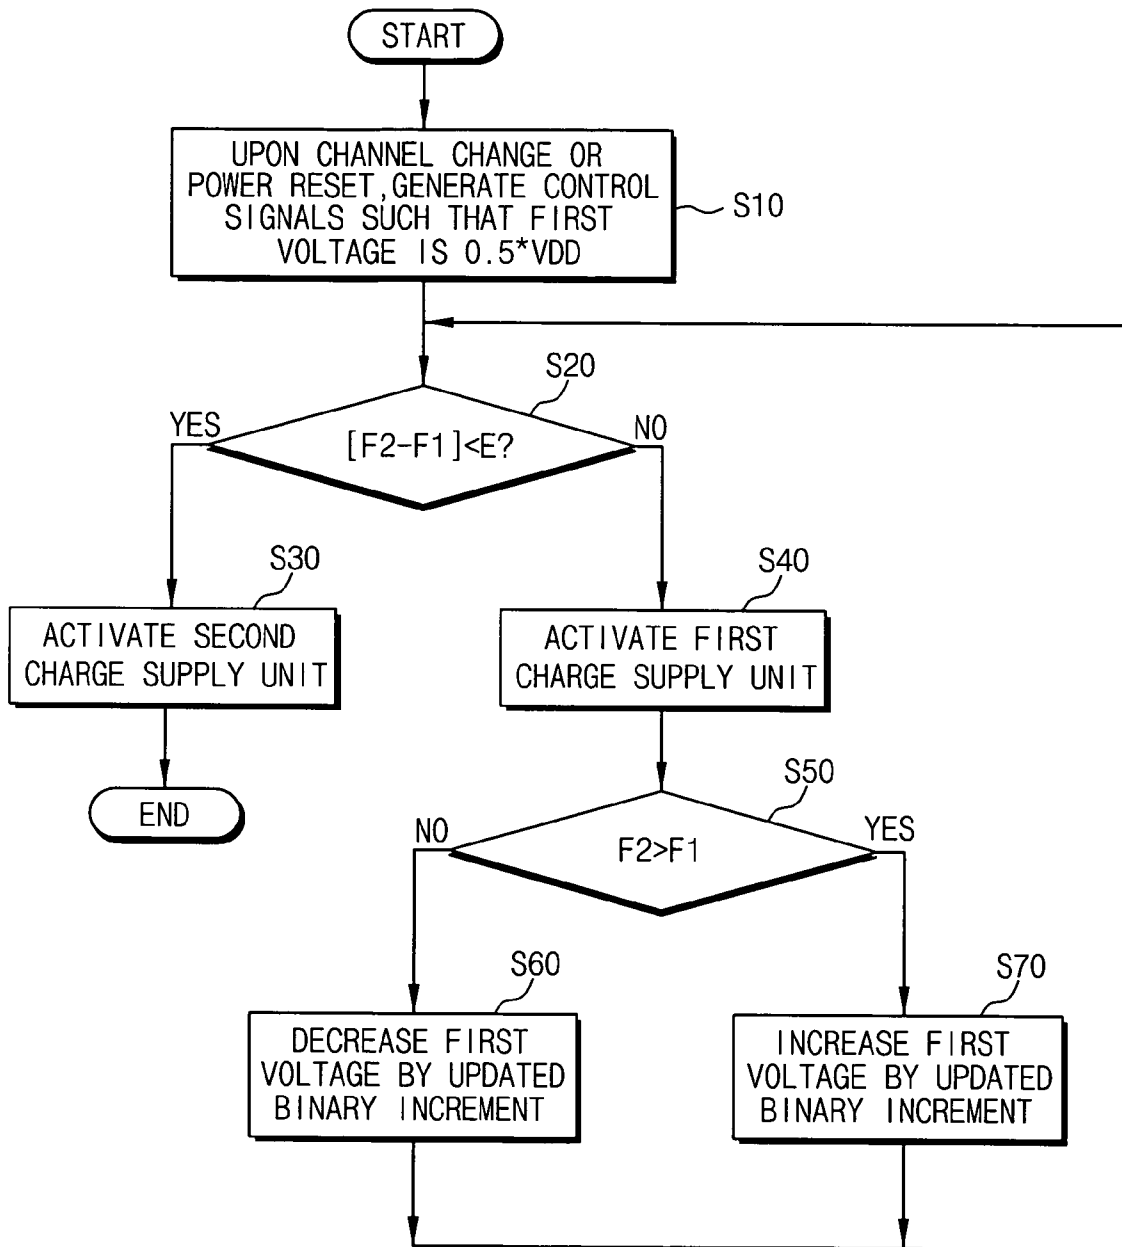 START
UPON CHANNEL CHANGE OR
POWER RESET,GENERATE CONTROL
SIGNALS SUCH THAT FIRST
VOLTAGE IS 0.5*VDD
S10
S20
YES
[F2-F1]<E?
NO
S30
ACTIVATE SECOND
CHARGE SUPPLY UNIT
S40
ACTIVATE FIRST
CHARGE SUPPLY UNIT
END
S50
NO
F2>F1
YES
S60
DECREASE FIRST
VOLTAGE BY UPDATED
BINARY INCREMENT
S70
INCREASE FIRST
VOLTAGE BY UPDATED
BINARY INCREMENT